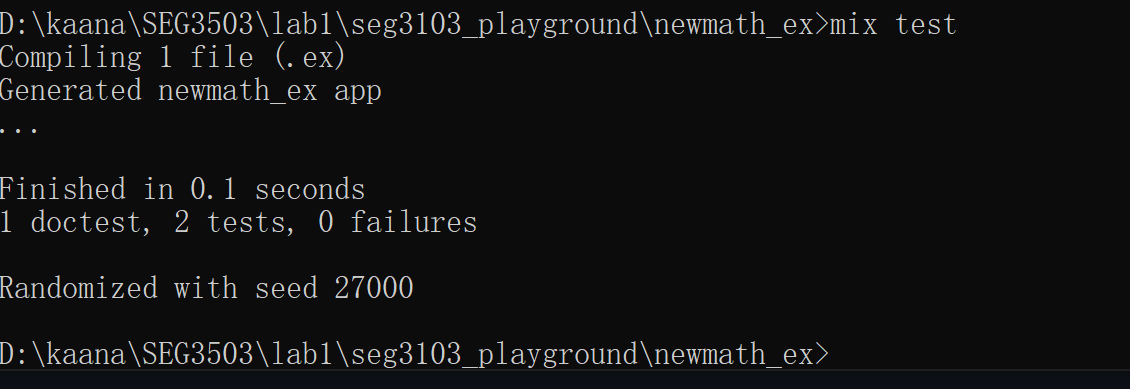 D:\kaana\SEG3503\lab1\seg3103_playground\newmath_ex>mix test
Compiling 1 file (.ex)
Generated newmath_ex app
...
Finished in 0.1 seconds
1 doctest, 2 tests, 0 failures
Randomized with seed 27000
D:\kaana\SEG3503\lab1\seg3103_playground\newmath_ex>